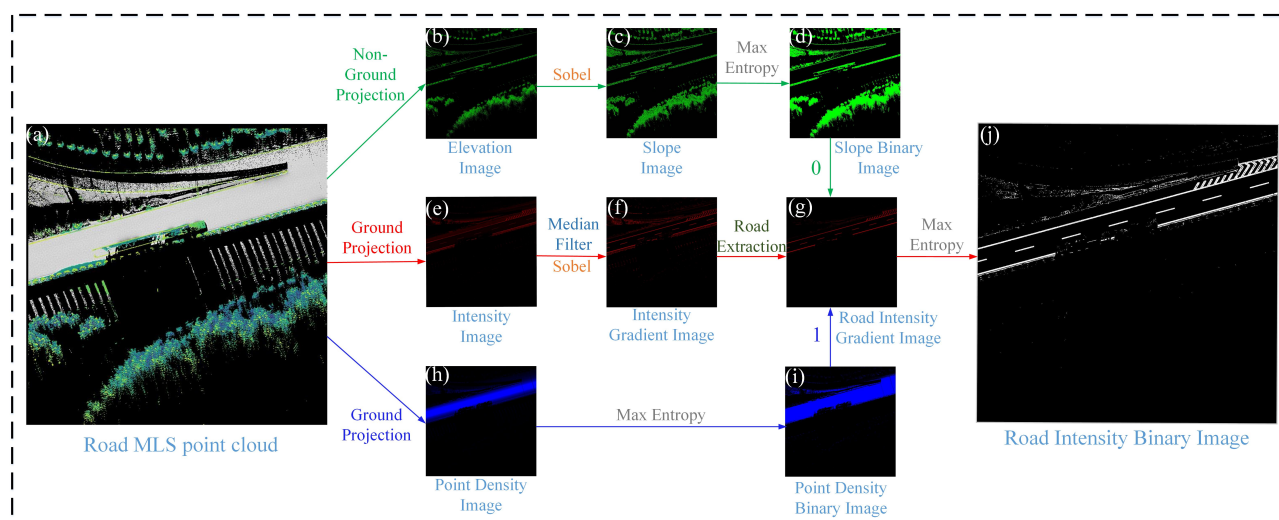 (a)
Road MLS point cloud
Non-
Ground
Projection
(b)
Elevation
Image
Sobel
(c)
Slope
Image
Max
Entropy
(d)
Slope Binary
Image
0
Ground
Projection
(e)
Intensity
Image
Median
Filter
Sobel
(f)
Intensity
Gradient Image
Road
Extraction
(g)
Road Intensity
Gradient Image
1
Max
Entropy
Ground
Projection
(h)
Point Density
Image
Max Entropy
(i)
Point Density
Binary Image
(j)
Road Intensity Binary Image